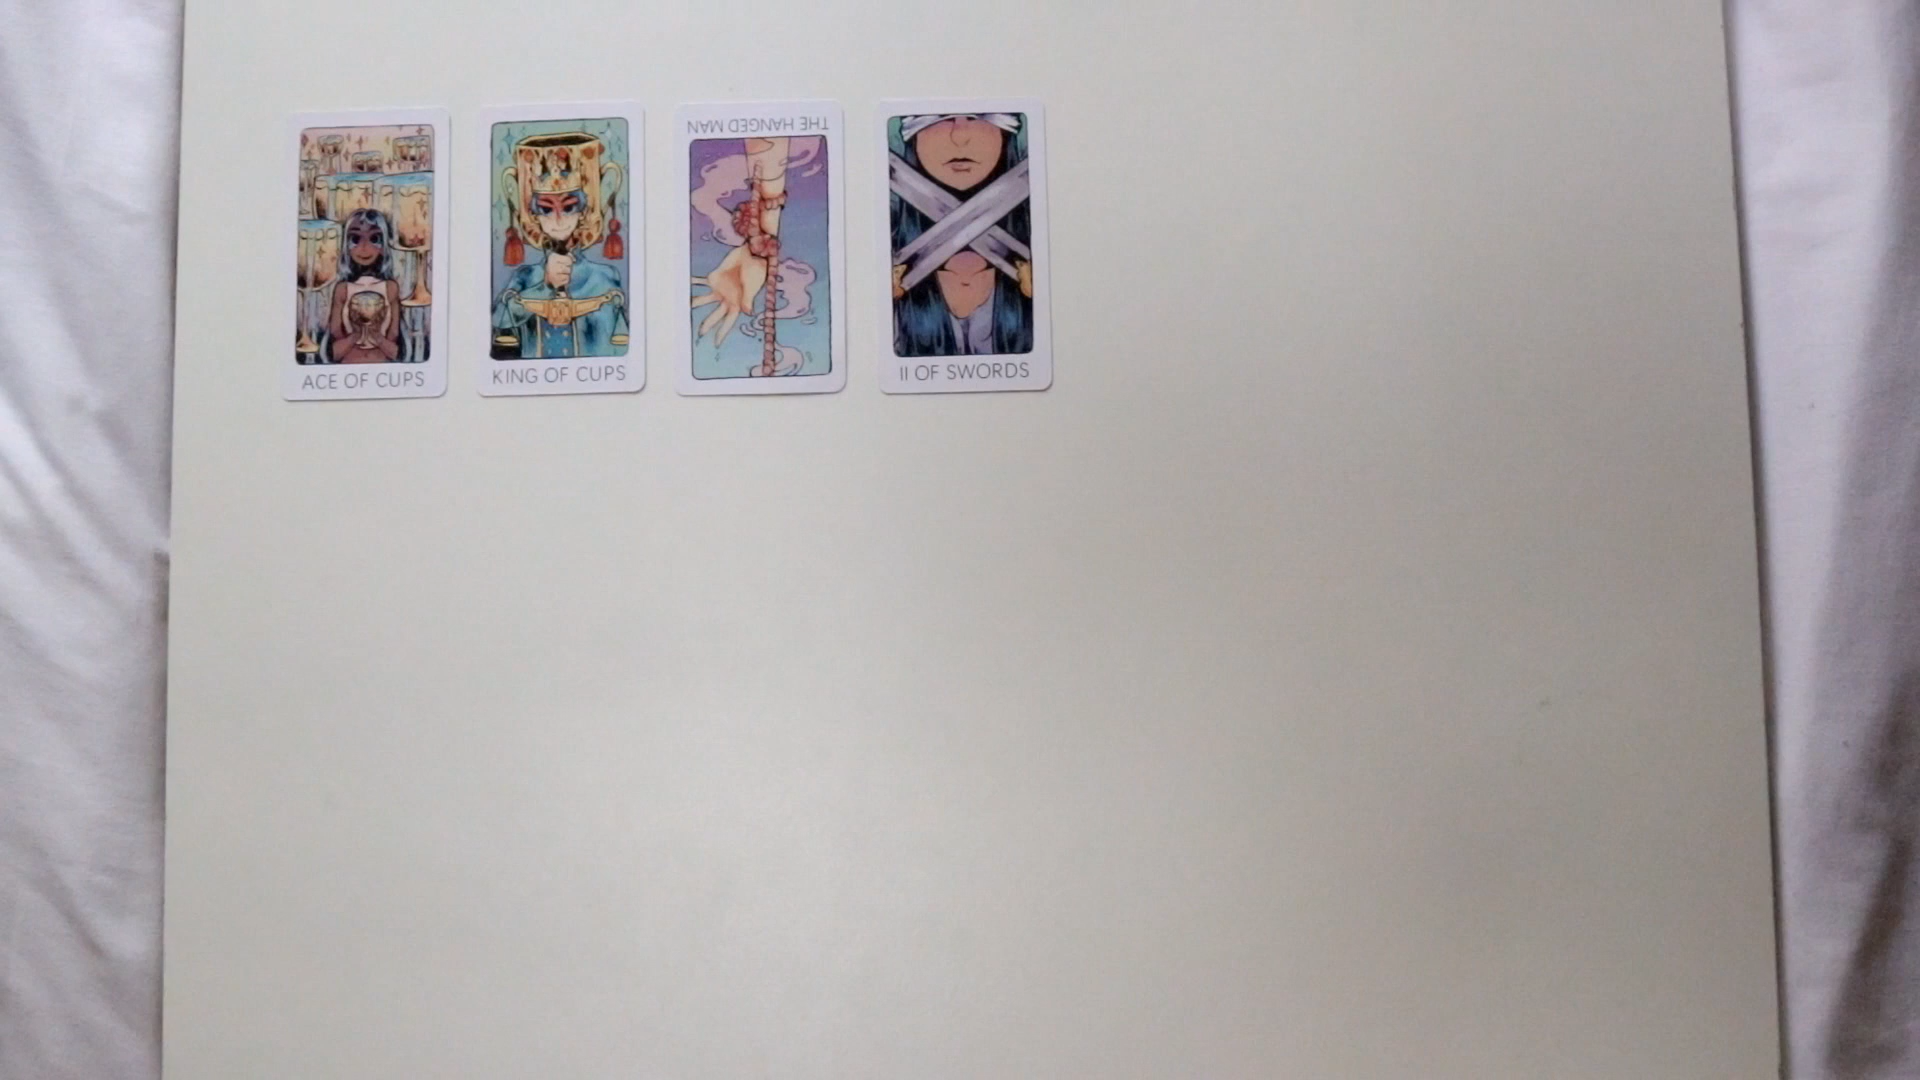 ACE OF CUPS
KING OF CUPS
THE HANGED MAN
II OF SWORDS